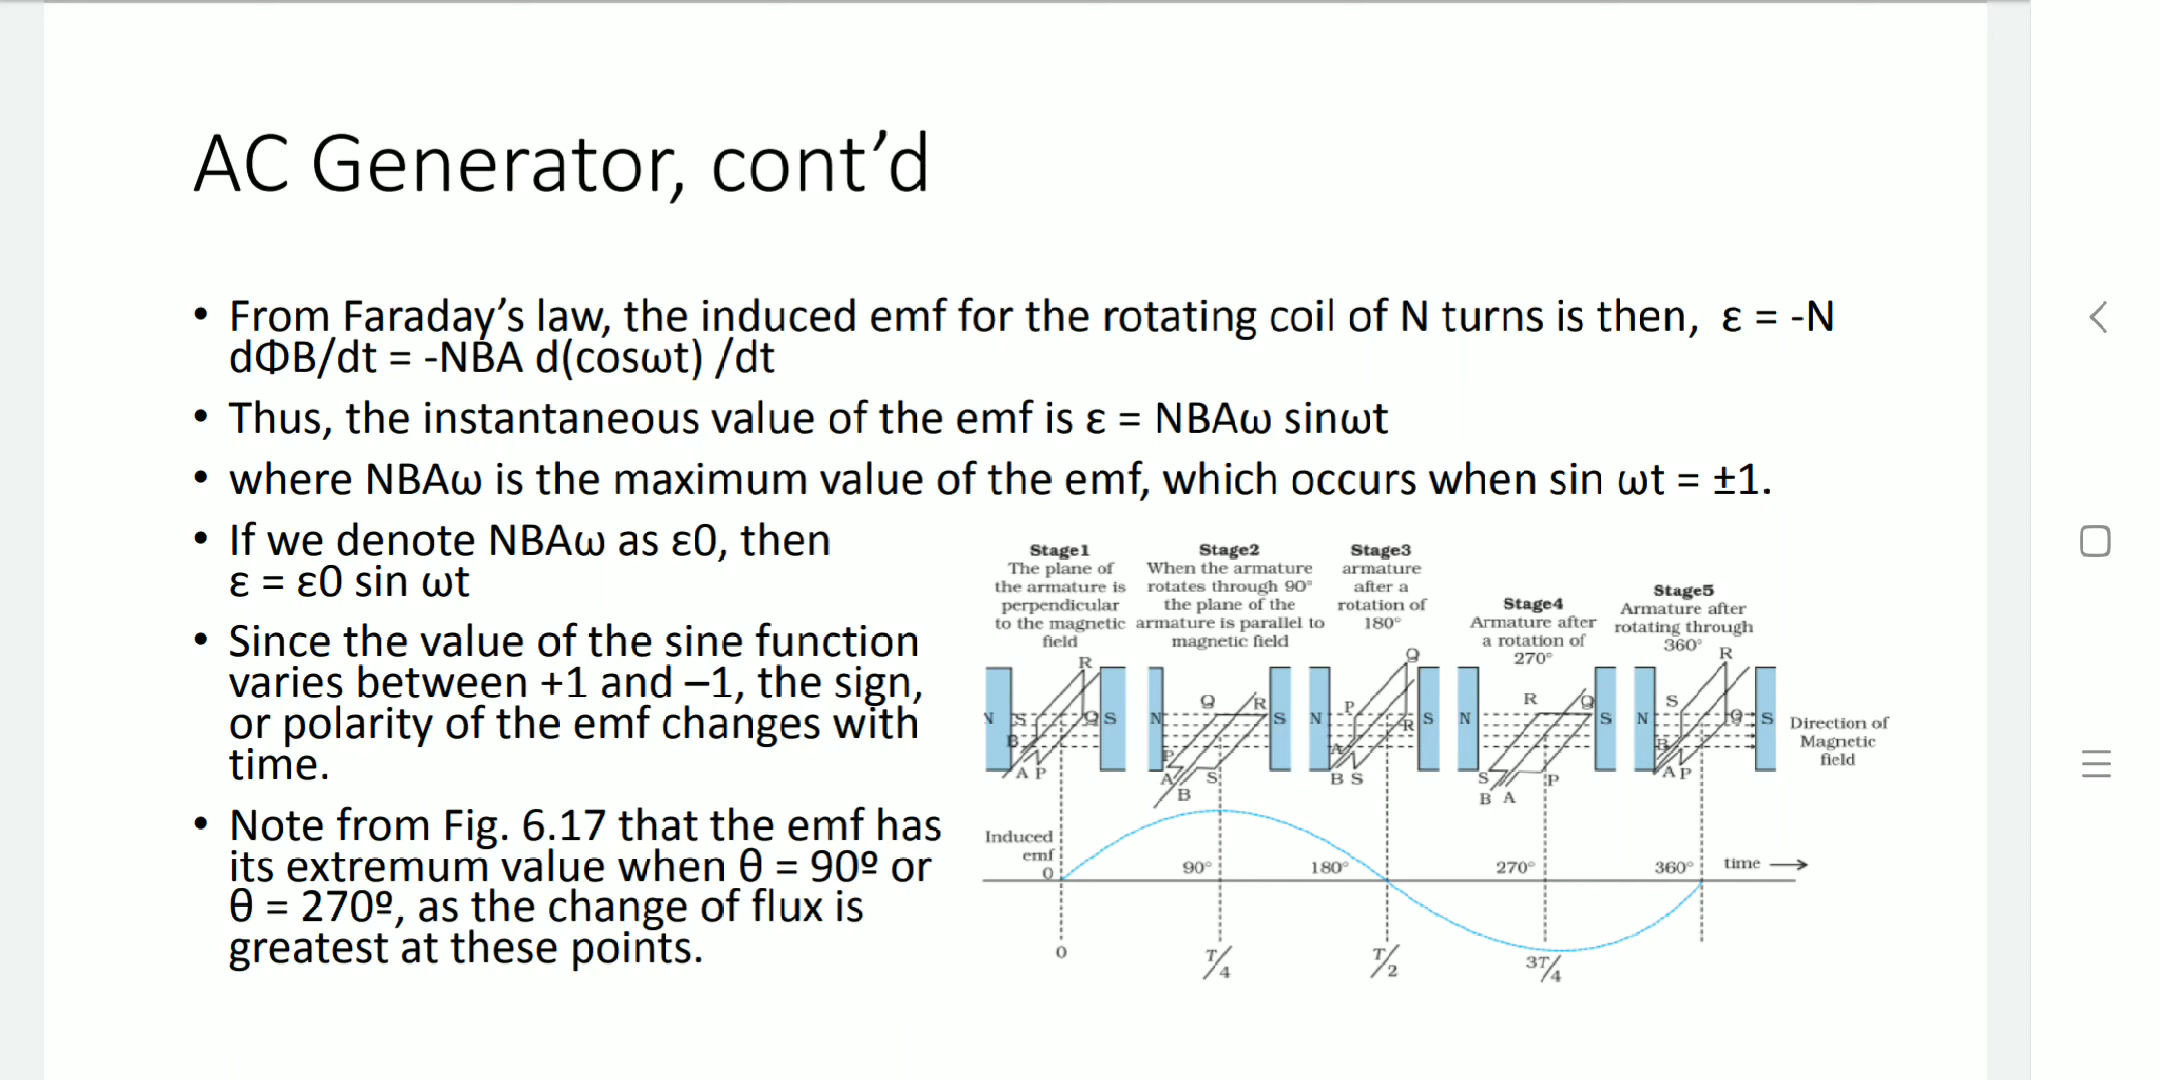 AC Generator, cont’d
• From Faraday’s law, the induced emf for the rotating coil of N turns is then, ε = -N
dΦB/dt = -NBA d(cosωt) /dt
• Thus, the instantaneous value of the emf is ε = NBAω sinωt
• where NBAω is the maximum value of the emf, which occurs when sin ωt = ±1.
• If we denote NBAω as ε0, then
ε = ε0 sin ωt
• Since the value of the sine function
varies between +1 and –1, the sign,
or polarity of the emf changes with
time.
• Note from Fig. 6.17 that the emf has
its extremum value when θ = 90º or
θ = 270º, as the change of flux is
greatest at these points.
Stage1
The plane of
the armature is
perpendicular
to the magnetic
field
Stage2
When the armature
rotates through 90°
the plane of the
armature is parallel to
magnetic field
Stage3
armature
after a
rotation of
180°
Stage4
Armature after
a rotation of
270°
Stage5
Armature after
rotating through
360°
R
N S Q S
B
A P
Q R
N S
P
A S
B
Q
P
N R S
A
B S
R Q
N S
S P
B A
R
S
N Q S
B
A P
Direction of
Magnetic
field
Induced
emf
0
90° 180° 270° 360° time
0 T/4 T/2 3T/4